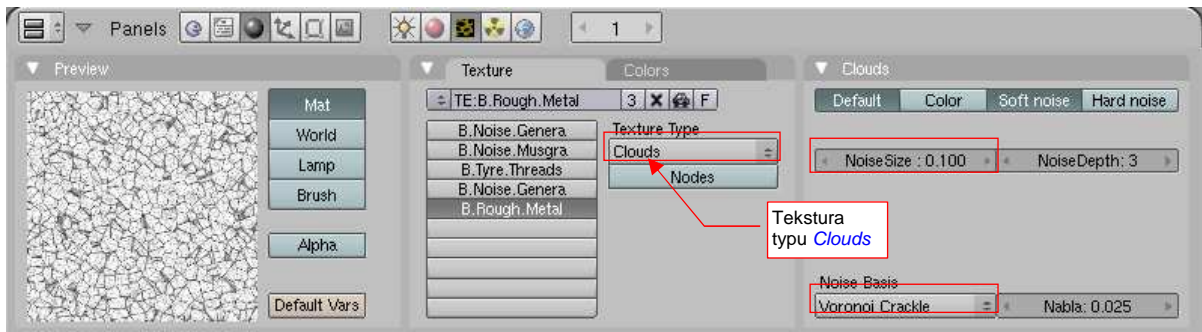 Panels 1
Preview
Mat
World
Lamp
Brush
Alpha
Default Vars
Texture Colors
TE:B.Rough.Metal 3 F
B.Noise.Genera
B.Noise.Musgra
B.Tyre.Threads
B.Noise.Genera
B.Rough.Metal
Texture Type
Clouds
Nodes
Tekstura
typu Clouds
Clouds
Default Color Soft noise Hard noise
NoiseSize : 0.100 NoiseDepth: 3
Noise Basis
Voronoi Crackle Nabla: 0.025